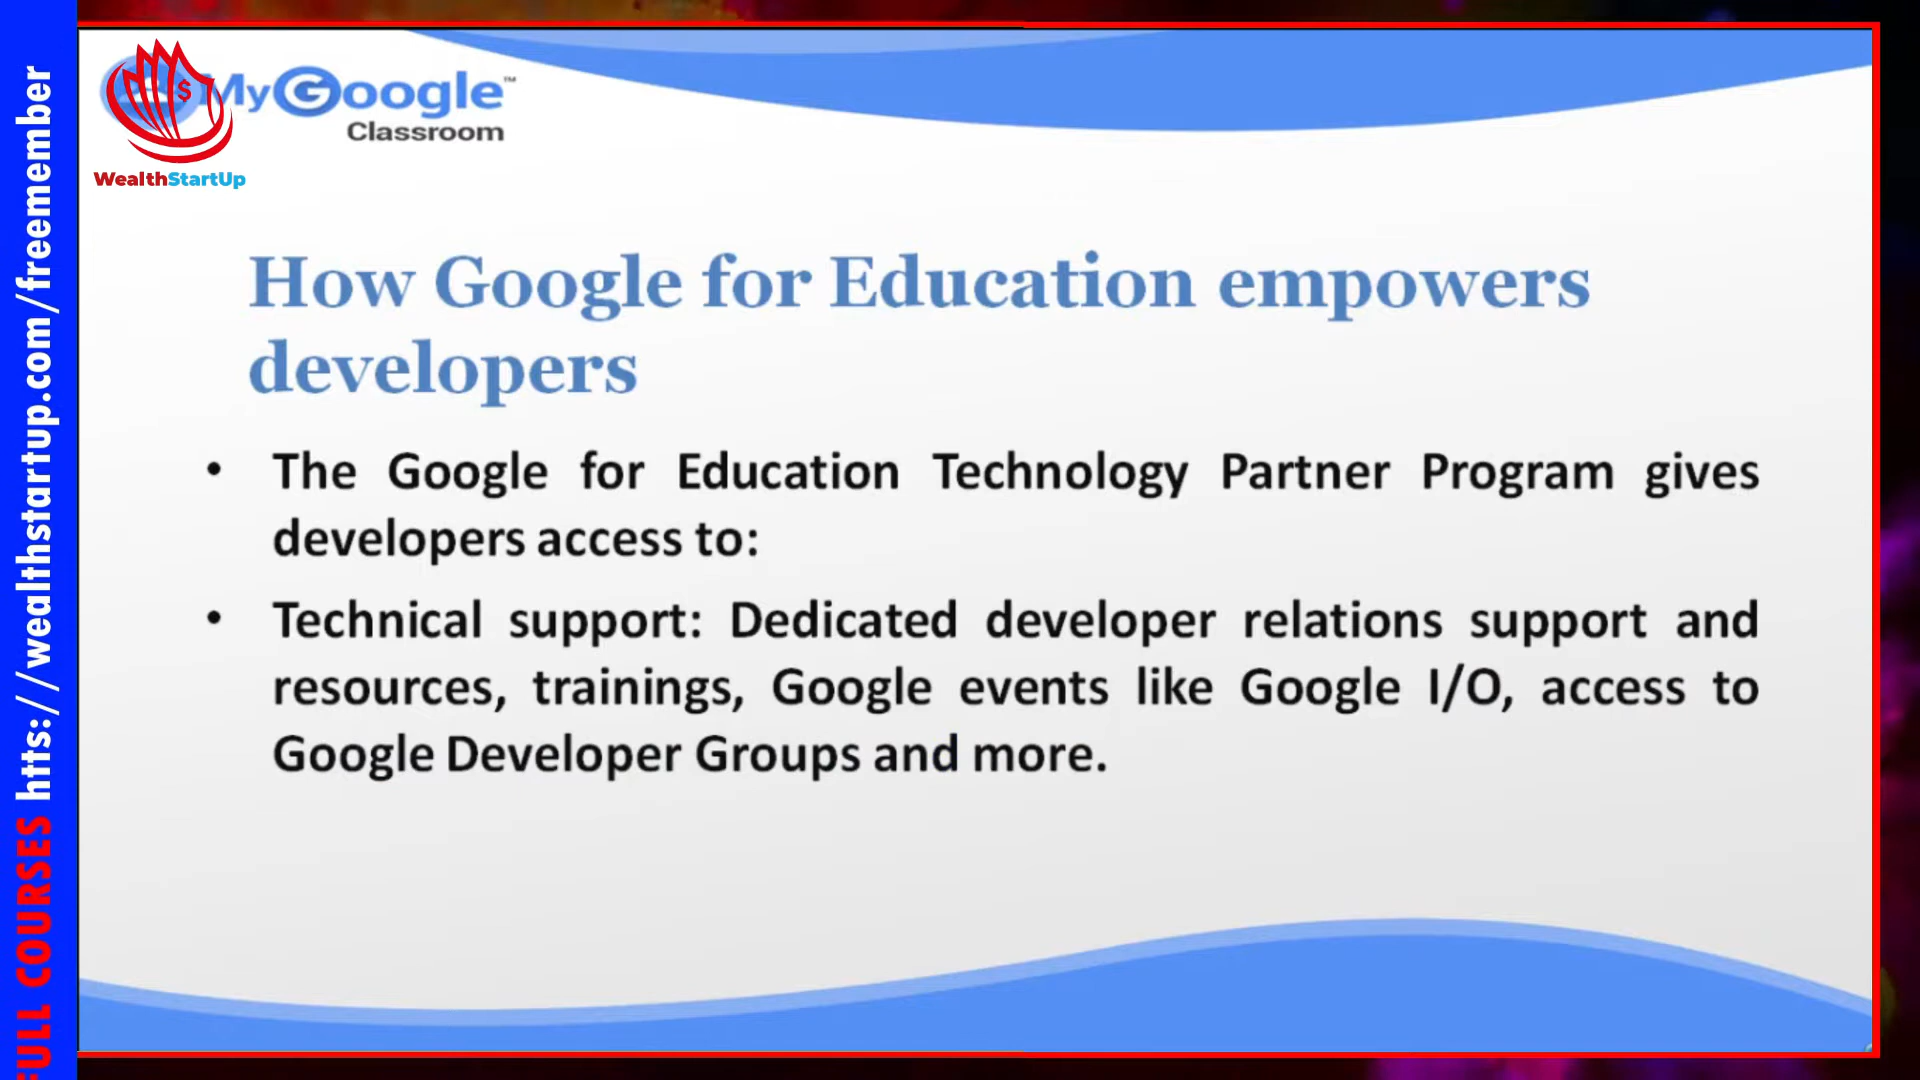 MyGoogle™
Classroom
WealthStartUp
FULL COURSES htts://wealthstartup.com/freemember
How Google for Education empowers
developers
• The Google for Education Technology Partner Program gives
developers access to:
• Technical support: Dedicated developer relations support and
resources, trainings, Google events like Google I/O, access to
Google Developer Groups and more.